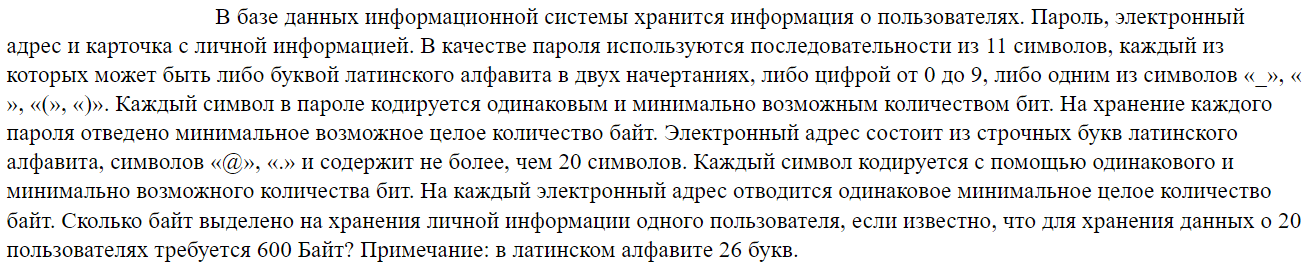 В базе данных информационной системы хранится информация о пользователях. Пароль, электронный
адрес и карточка с личной информацией. В качестве пароля используются последовательности из 11 символов, каждый из
которых может быть либо буквой латинского алфавита в двух начертаниях, либо цифрой от 0 до 9, либо одним из символов «_», «
», «(», «)». Каждый символ в пароле кодируется одинаковым и минимально возможным количеством бит. На хранение каждого
пароля отведено минимальное возможное целое количество байт. Электронный адрес состоит из строчных букв латинского
алфавита, символов «@», «.» и содержит не более, чем 20 символов. Каждый символ кодируется с помощью одинакового и
минимально возможного количества бит. На каждый электронный адрес отводится одинаковое минимальное целое количество
байт. Сколько байт выделено на хранения личной информации одного пользователя, если известно, что для хранения данных о 20
пользователях требуется 600 Байт? Примечание: в латинском алфавите 26 букв.